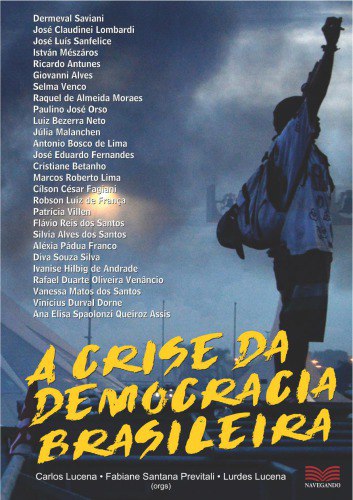 Dermeval Saviani
José Claudinei Lombardi
José Luís Sanfelice
István Mészáros
Ricardo Antunes
Giovanni Alves
Selma Venco
Raquel de Almeida Moraes
Paulino José Orso
Luiz Bezerra Neto
Júlia Malanchen
Antonio Bosco de Lima
José Eduardo Fernandes
Cristiane Betanho
Marcos Roberto Lima
Cílson César Fagiani
Robson Luiz de França
Patrícia Villen
Flávio Reis dos Santos
Silvia Alves dos Santos
Aléxia Pádua Franco
Diva Souza Silva
Ivanise Hilbig de Andrade
Rafael Duarte Oliveira Venâncio
Vanessa Matos dos Santos
Vinícius Durval Dorne
Ana Elisa Spaolonzi Queiroz Assis
A CRISE DA
DEMOCRACIA
BRASILEIRA
Carlos Lucena • Fabiane Santana Previtali • Lurdes Lucena
(orgs)
NAVEGANDO